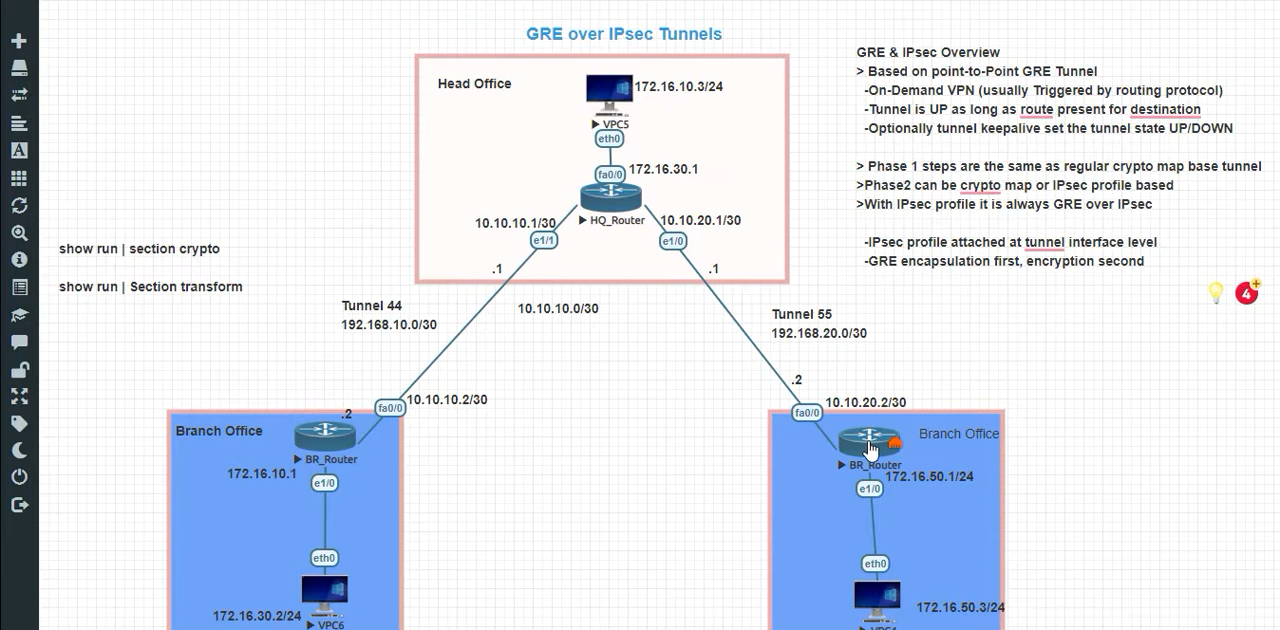 GRE over IPsec Tunnels
Head Office
172.16.10.3/24
VPC5
eth0
172.16.30.1
fa0/0
HQ_Router
10.10.10.1/30
10.10.20.1/30
e1/1
e1/0
.1
.1
GRE & IPsec Overview
> Based on point-to-Point GRE Tunnel
-On-Demand VPN (usually Triggered by routing protocol)
-Tunnel is UP as long as route present for destination
-Optionally tunnel keepalive set the tunnel state UP/DOWN
> Phase 1 steps are the same as regular crypto map base tunnel
>Phase2 can be crypto map or IPsec profile based
>With IPsec profile it is always GRE over IPsec
-IPsec profile attached at tunnel interface level
-GRE encapsulation first, encryption second
4
show run | section crypto
show run | Section transform
Tunnel 44
192.168.10.0/30
10.10.10.0/30
Tunnel 55
192.168.20.0/30
.2
fa0/0
10.10.10.2/30
.2
fa0/0
10.10.20.2/30
Branch Office
BR_Router
172.16.10.1
e1/0
eth0
172.16.30.2/24
VPC6
Branch Office
BR_Router
172.16.50.1/24
e1/0
eth0
172.16.50.3/24